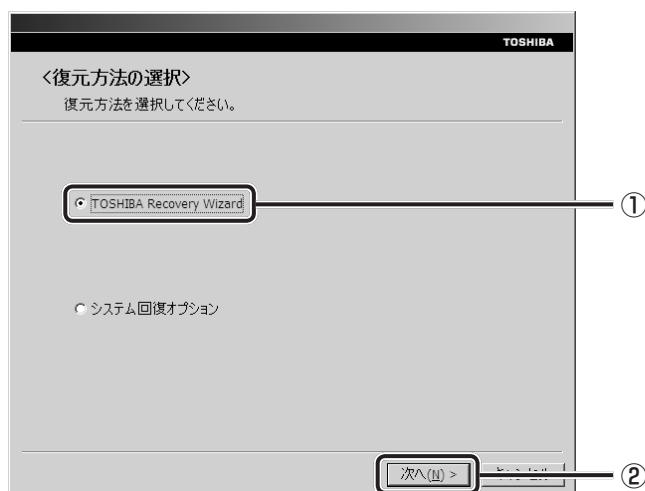 TOSHIBA
<復元方法の選択>
復元方法を選択してください。
TOSHIBA Recovery Wizard
①
システム回復オプション
次へ(N) >
②